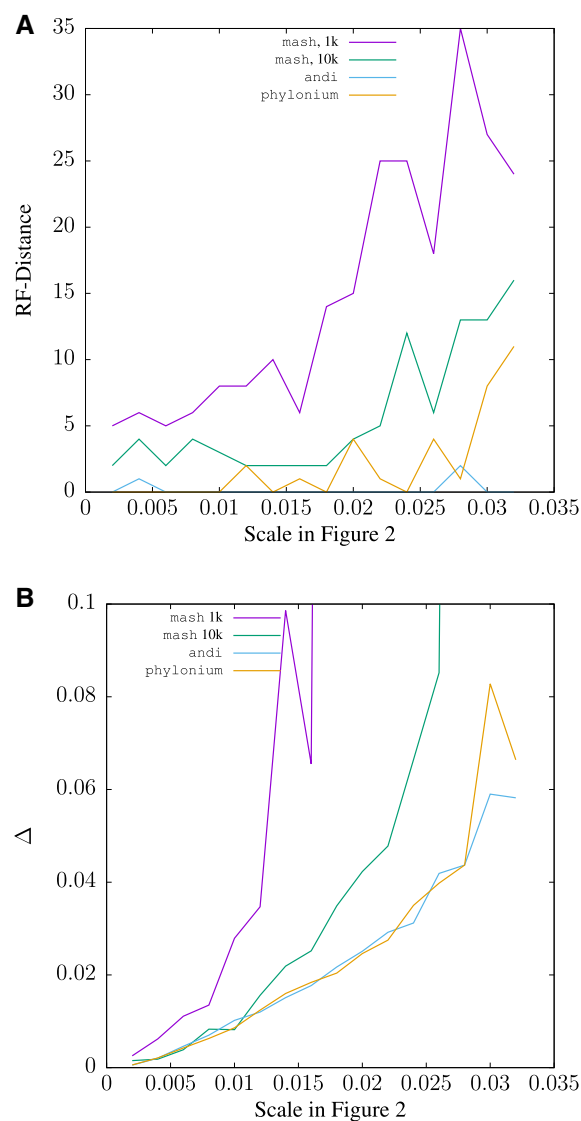 A
35
30
25
20
15
10
5
0
RF-Distance
mash, 1k
mash, 10k
andi
phylonium
0 0.005 0.01 0.015 0.02 0.025 0.03 0.035
Scale in Figure 2
B
0.1
0.08
0.06
0.04
0.02
0
Δ
mash 1k
mash 10k
andi
phylonium
0 0.005 0.01 0.015 0.02 0.025 0.03 0.035
Scale in Figure 2